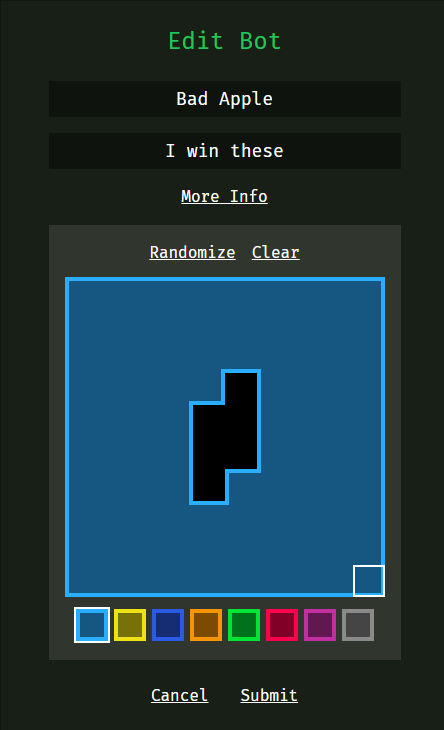 Edit Bot
Bad Apple
I win these
More Info
Randomize Clear
Cancel Submit